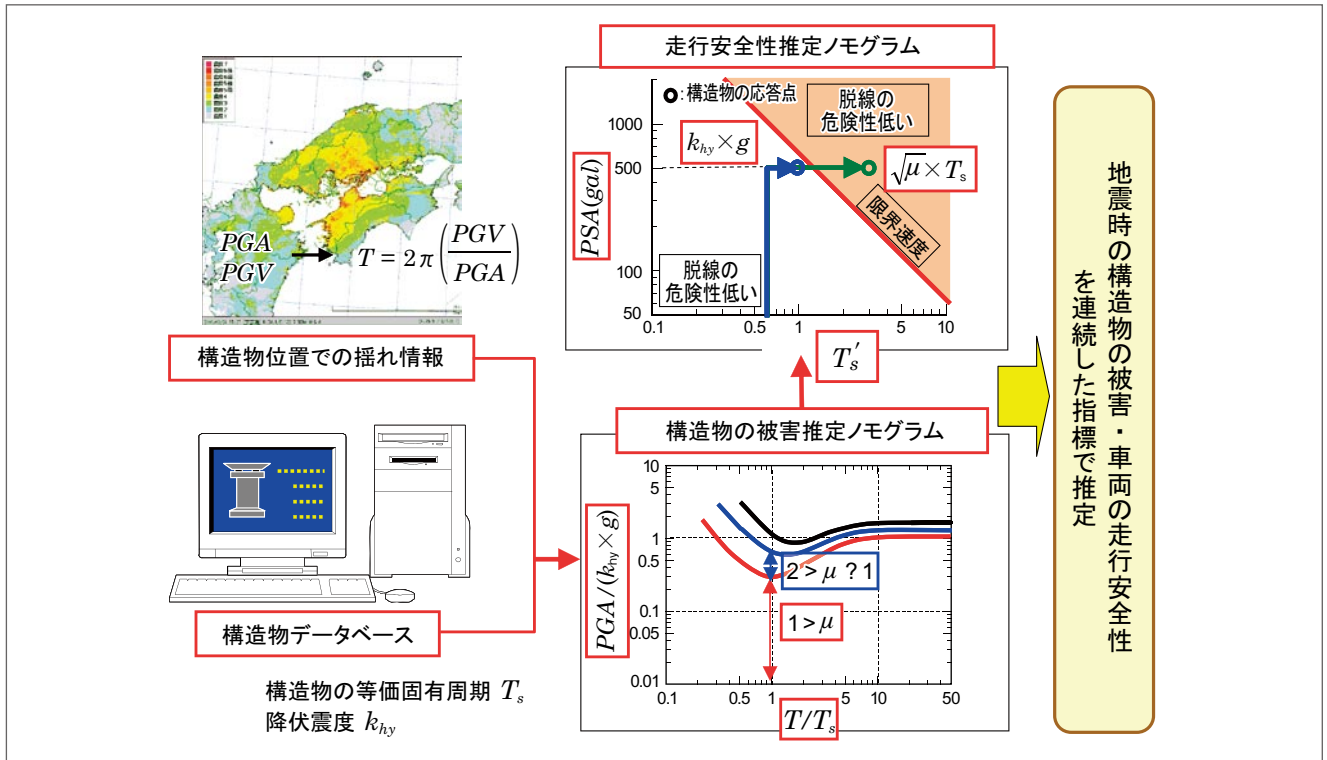 走行安全性推定ノモグラム
PGA
PGV
T = 2π(PGV/PGA)
構造物位置での揺れ情報
構造物データベース
構造物の等価固有周期 T_s
降伏震度 k_{hy}
PSA(gal)
1000
500
100
50
0.1
0.5
1
5
10
O:構造物の応答点
脱線の
危険性低い
k_{hy}×g
√μ×T_s
限界速度
脱線の
危険性低い
T_s′
構造物の被害推定ノモグラム
PGA/(k_{hy}×g)
10
5
1
0.5
0.1
0.05
0.01
0.1
0.5
1
5
10
50
2>μ?1
1>μ
T/T_s
地震時の構造物の被害・車両の走行安全性
を連続した指標で推定